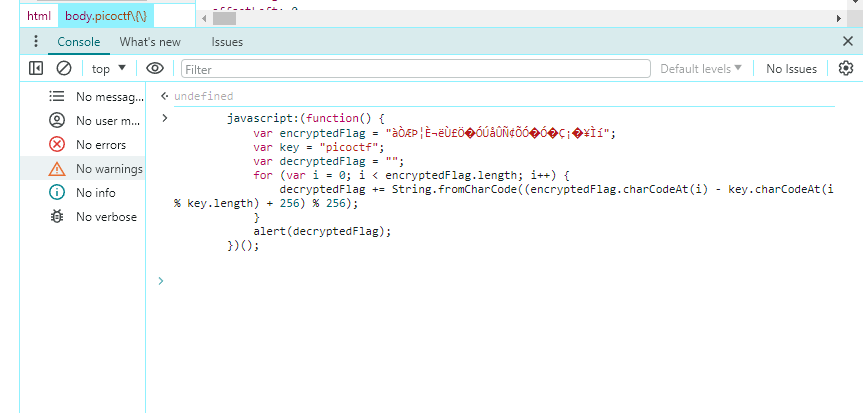 html body.picoctf\{\}
Console What's new Issues
top Filter Default levels No Issues
No messag...
No user m...
No errors
No warnings
No info
No verbose
undefined
javascript:(function() {
var encryptedFlag = "àÒÆÞ¦È¬ëÙ£Ö�ÓÚåÛÑ¢ÕÓ�Ó�Ç¡�¥Ìí";
var key = "picoctf";
var decryptedFlag = "";
for (var i = 0; i < encryptedFlag.length; i++) {
decryptedFlag += String.fromCharCode((encryptedFlag.charCodeAt(i) - key.charCodeAt(i
% key.length) + 256) % 256);
}
alert(decryptedFlag);
})();